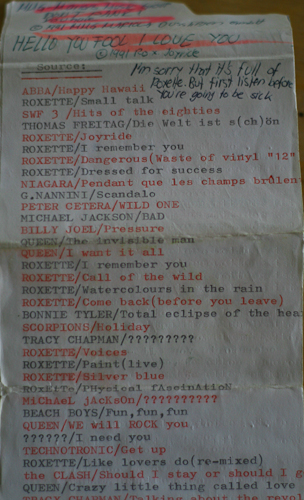 HELLO YOU FOOL I LOVE YOU
© 1991
Source:
I'm sorry that it's full of
Roxette. But first listen before
you're going to be sick
ABBA/Happy Hawaii
ROXETTE/Small talk
SWF 3 /Hits of the eighties
THOMAS FREITAG/Die Welt ist s(ch)ön
ROXETTE/Joyride
ROXETTE/I remember you
ROXETTE/Dangerous(Waste of vinyl "12"
ROXETTE/Dressed for success
NIAGARA/Pendant que les champs brûlen
G.NANNINI/Scandalo
PETER CETERA/WILD ONE
MICHAEL JACKSON/BAD
BILLY JOEL/Pressure
QUEEN/The invisible man
QUEEN/I want it all
ROXETTE/I remember you
ROXETTE/Call of the wild
ROXETTE/Watercolours in the rain
ROXETTE/Come back(before you leave)
BONNIE TYLER/Total eclipse of the hea
SCORPIONS/Holiday
TRACY CHAPMAN/?????????
ROXETTE/Voices
ROXETTE/Paint(live)
ROXETTE/Silver blue
ROXETTE/PhysicaL fAscinAtioN
MiChAeL jAcKsOn/??????????
BEACH BOYS/Fun,fun,fun
QUEEN/WE will ROCK you
??????/I need you
TECHNOTRONIC/Get up
ROXETTE/Like lovers do(re-mixed)
the CLASH/Should I stay or should I g
QUEEN/Crazy little thing called love
TRACY CHAPMAN/Talking about the revo